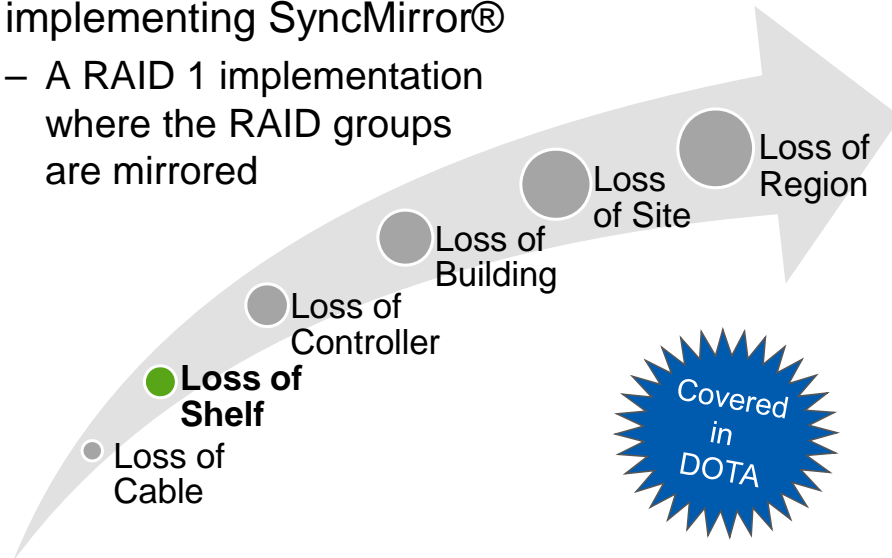 implementing SyncMirror®
– A RAID 1 implementation
where the RAID groups
are mirrored
Loss of
Region
Loss
of Site
Loss of
Building
Loss of
Controller
Loss of
Shelf
Loss of
Cable
Covered
in
DOTA